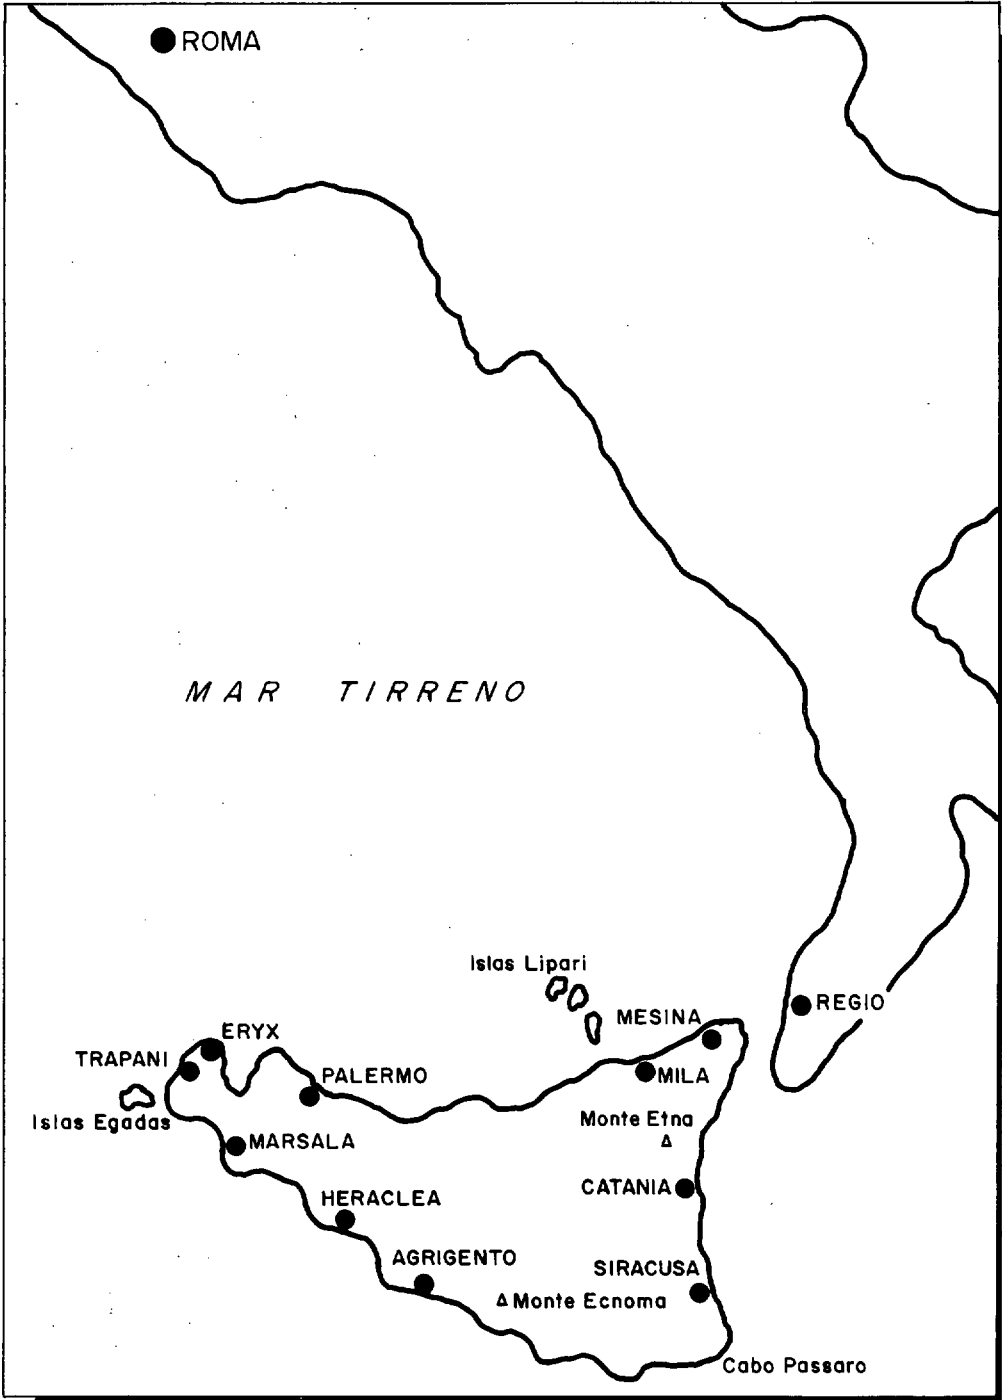 ROMA
MAR TIRRENO
Islas Lipari
REGIO
MESINA
ERYX
TRAPANI
PALERMO
MILA
Islas Egadas
Monte Etna
MARSALA
CATANIA
HERACLEA
AGRIGENTO
SIRACUSA
Monte Ecnoma
Cabo Passaro